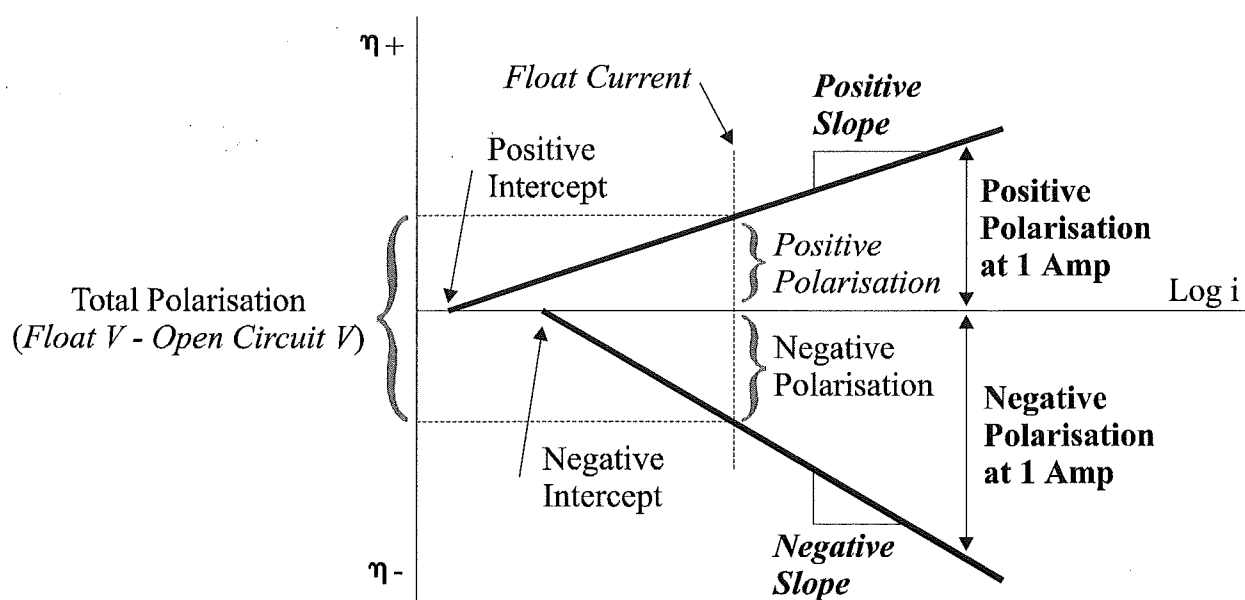 η+
Float Current
Positive
Slope
Positive
Intercept
Positive
Polarisation
at 1 Amp
Positive
Polarisation
Log i
Total Polarisation
(Float V - Open Circuit V)
Negative
Polarisation
Negative
Polarisation
at 1 Amp
Negative
Intercept
Negative
Slope
η-